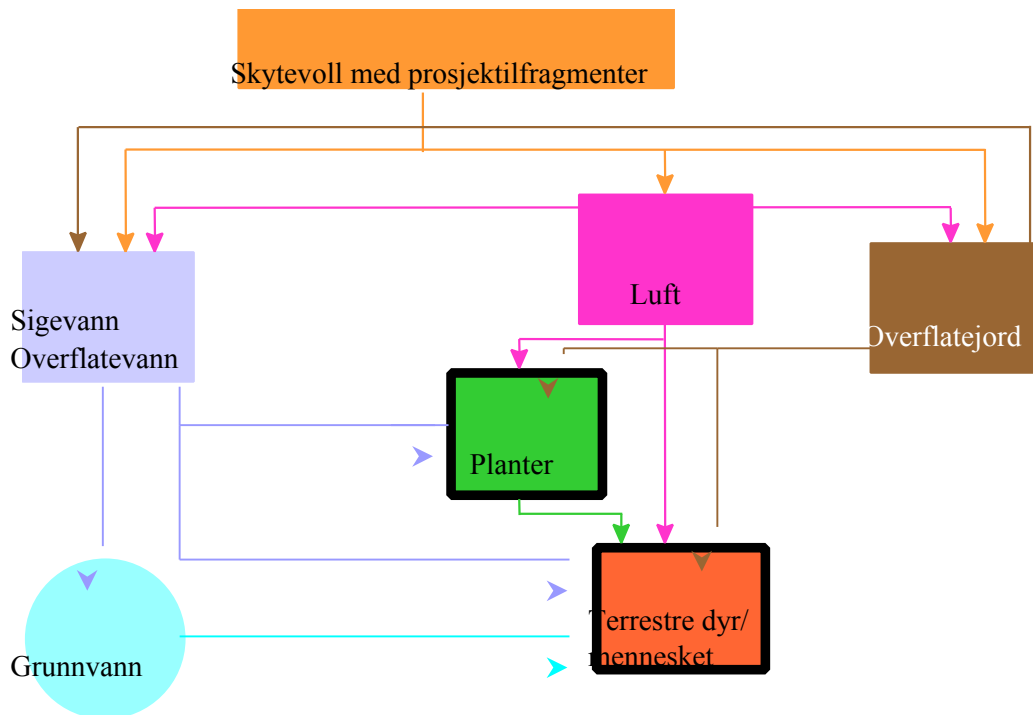 Skytevoll med prosjektilfragmenter
Luft
Sigevann
Overflatevann
Overflatejord
Planter
Terrestre dyr/
mennesket
Grunnvann